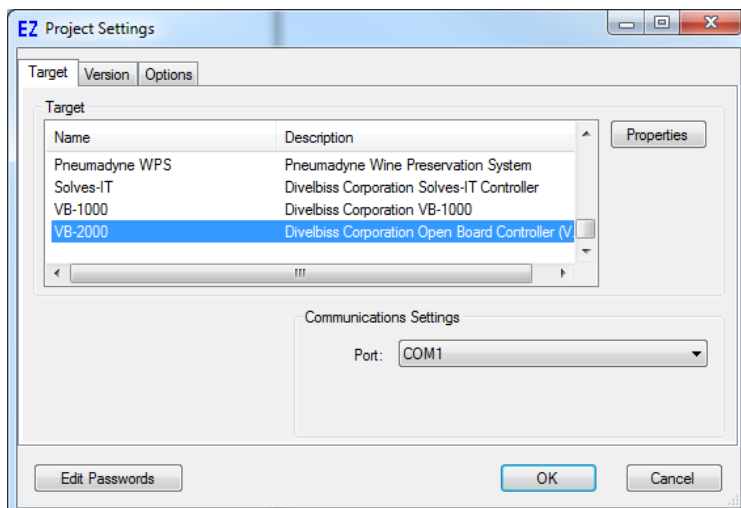 EZ Project Settings
Target Version Options
Target
Name Description
Pneumadyne WPS Pneumadyne Wine Preservation System
Solves-IT Divelbiss Corporation Solves-IT Controller
VB-1000 Divelbiss Corporation VB-1000
VB-2000 Divelbiss Corporation Open Board Controller (V.
Properties
Communications Settings
Port: COM1
Edit Passwords OK Cancel